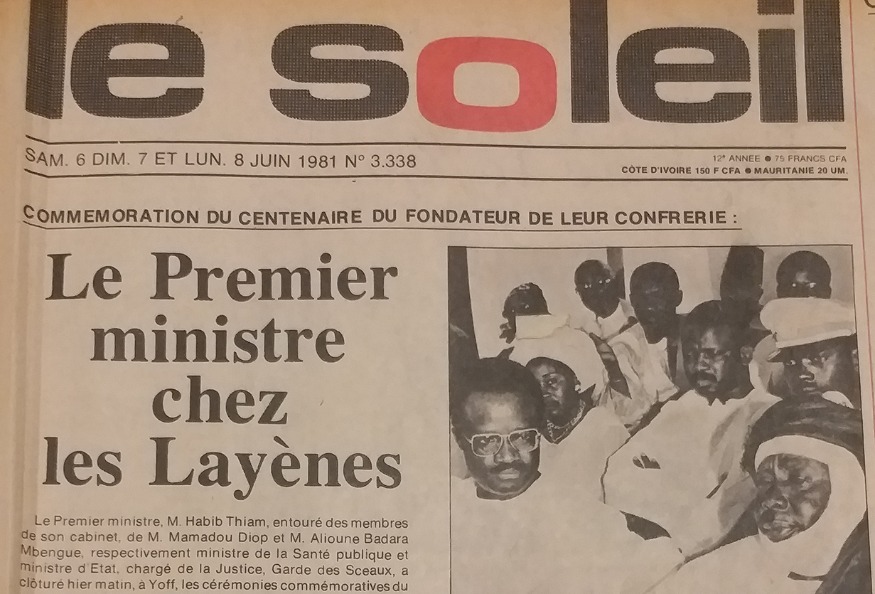 le soleil
SAM. 6 DIM. 7 ET LUN. 8 JUIN 1981 N° 3.338
12e ANNEE ● 75 FRANCS CFA
CÔTE D'IVOIRE 150 F CFA ● MAURITANIE 20 UM.
COMMEMORATION DU CENTENAIRE DU FONDATEUR DE LEUR CONFRERIE :
Le Premier
ministre
chez
les Layènes
Le Premier ministre, M. Habib Thiam, entouré des membres
de son cabinet, de M. Mamadou Diop et M. Alioune Badara
Mbengue, respectivement ministre de la Santé publique et
ministre d'Etat, chargé de la Justice, Garde des Sceaux, a
clôturé hier matin, à Yoff, les cérémonies commémoratives du